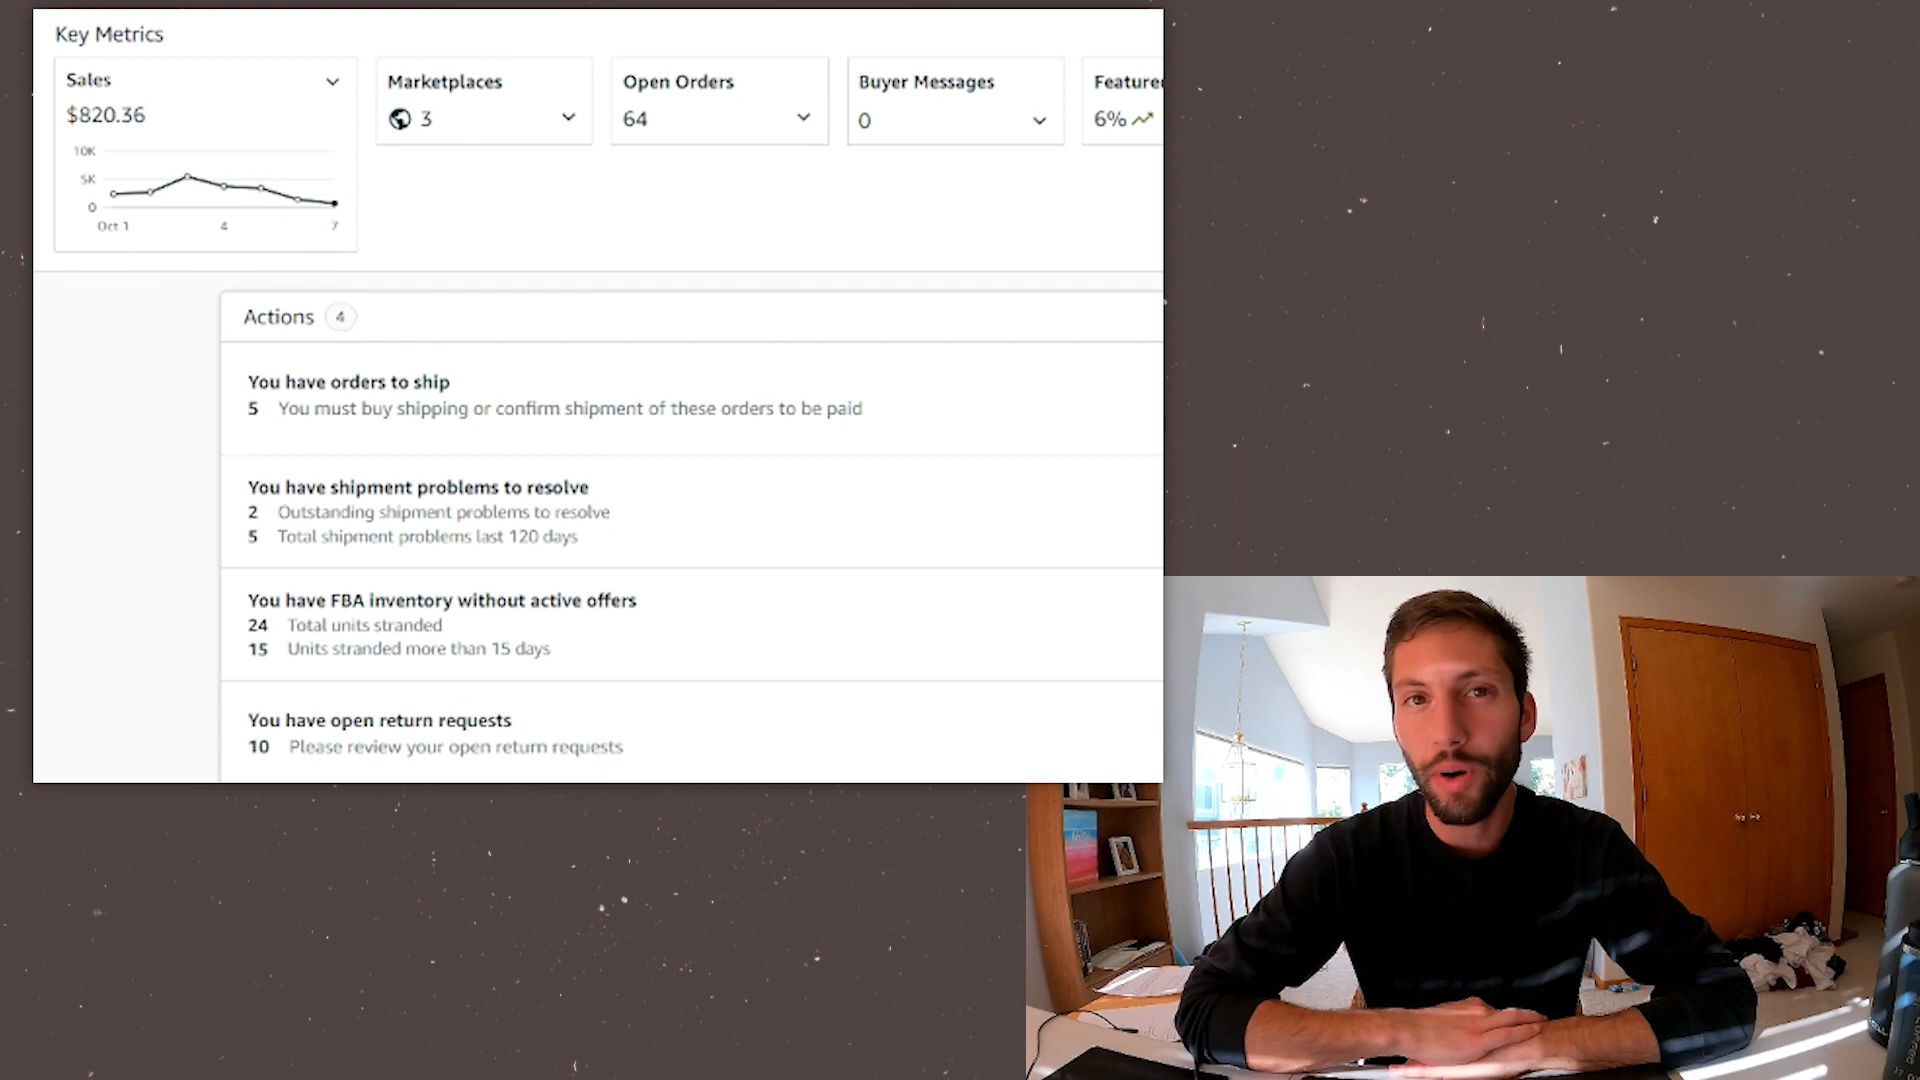 Key Metrics
Sales
$820.36
10K
5K
0
Oct 1
4
7
Marketplaces
3
Open Orders
64
Buyer Messages
0
Feature
6%
Actions 4
You have orders to ship
5 You must buy shipping or confirm shipment of these orders to be paid
You have shipment problems to resolve
2 Outstanding shipment problems to resolve
5 Total shipment problems last 120 days
You have FBA inventory without active offers
24 Total units stranded
15 Units stranded more than 15 days
You have open return requests
10 Please review your open return requests